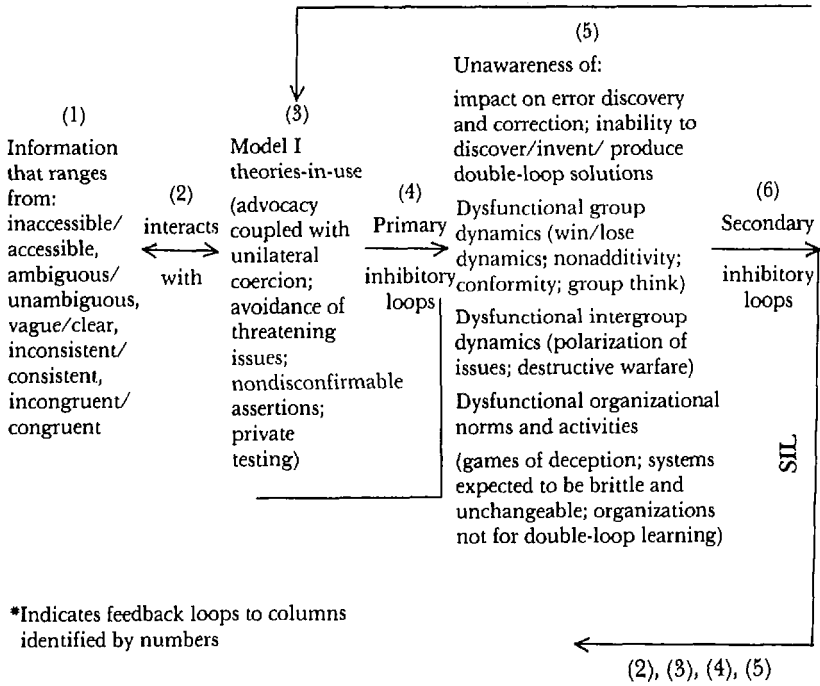 (1)
Information
that ranges
from:
inaccessible/
accessible,
ambiguous/
unambiguous,
vague/clear,
inconsistent/
consistent,
incongruent/
congruent
(2)
interacts
with
(3)
Model I
theories-in-use
(advocacy
coupled with
unilateral
coercion;
avoidance of
threatening
issues;
nondisconfirmable
assertions;
private
testing)
(4)
Primary
inhibitory
loops
(5)
Unawareness of:
impact on error discovery
and correction; inability to
discover/invent/ produce
double-loop solutions
Dysfunctional group
dynamics (win/lose
dynamics; nonadditivity;
conformity; group think)
Dysfunctional intergroup
dynamics (polarization of
issues; destructive warfare)
Dysfunctional organizational
norms and activities
(games of deception; systems
expected to be brittle and
unchangeable; organizations
not for double-loop learning)
(6)
Secondary
inhibitory
loops
SIL
*Indicates feedback loops to columns
identified by numbers
(2), (3), (4), (5)